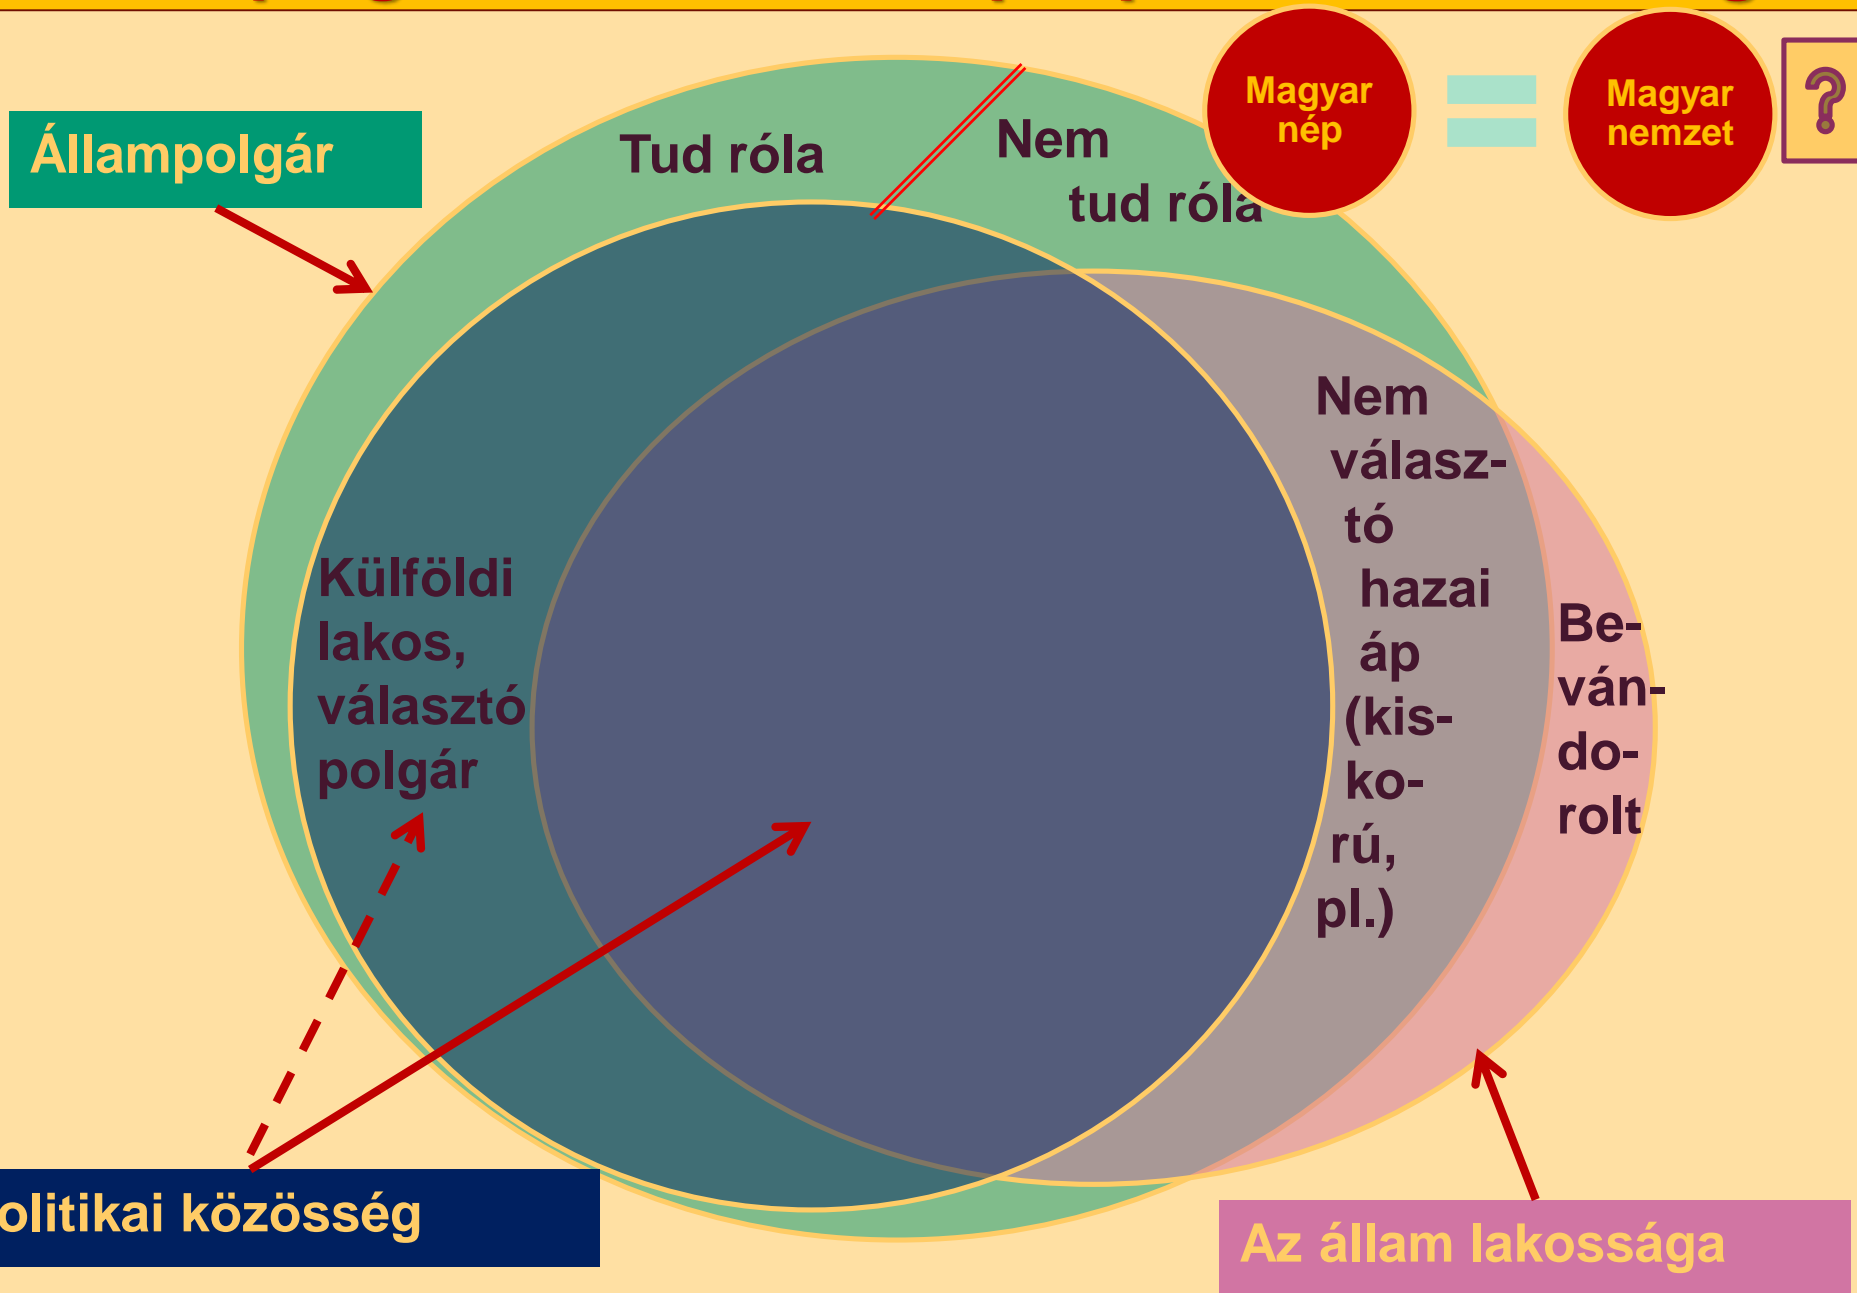 Állampolgár
Tud róla
Nem
tud róla
Magyar
nép
=
Magyar
nemzet
?
Külföldi
lakos,
választó
polgár
Nem
válasz-
tó
hazai
áp
(kis-
ko-
rú,
pl.)
Be-
ván-
do-
rolt
olitikai közösség
Az állam lakossága